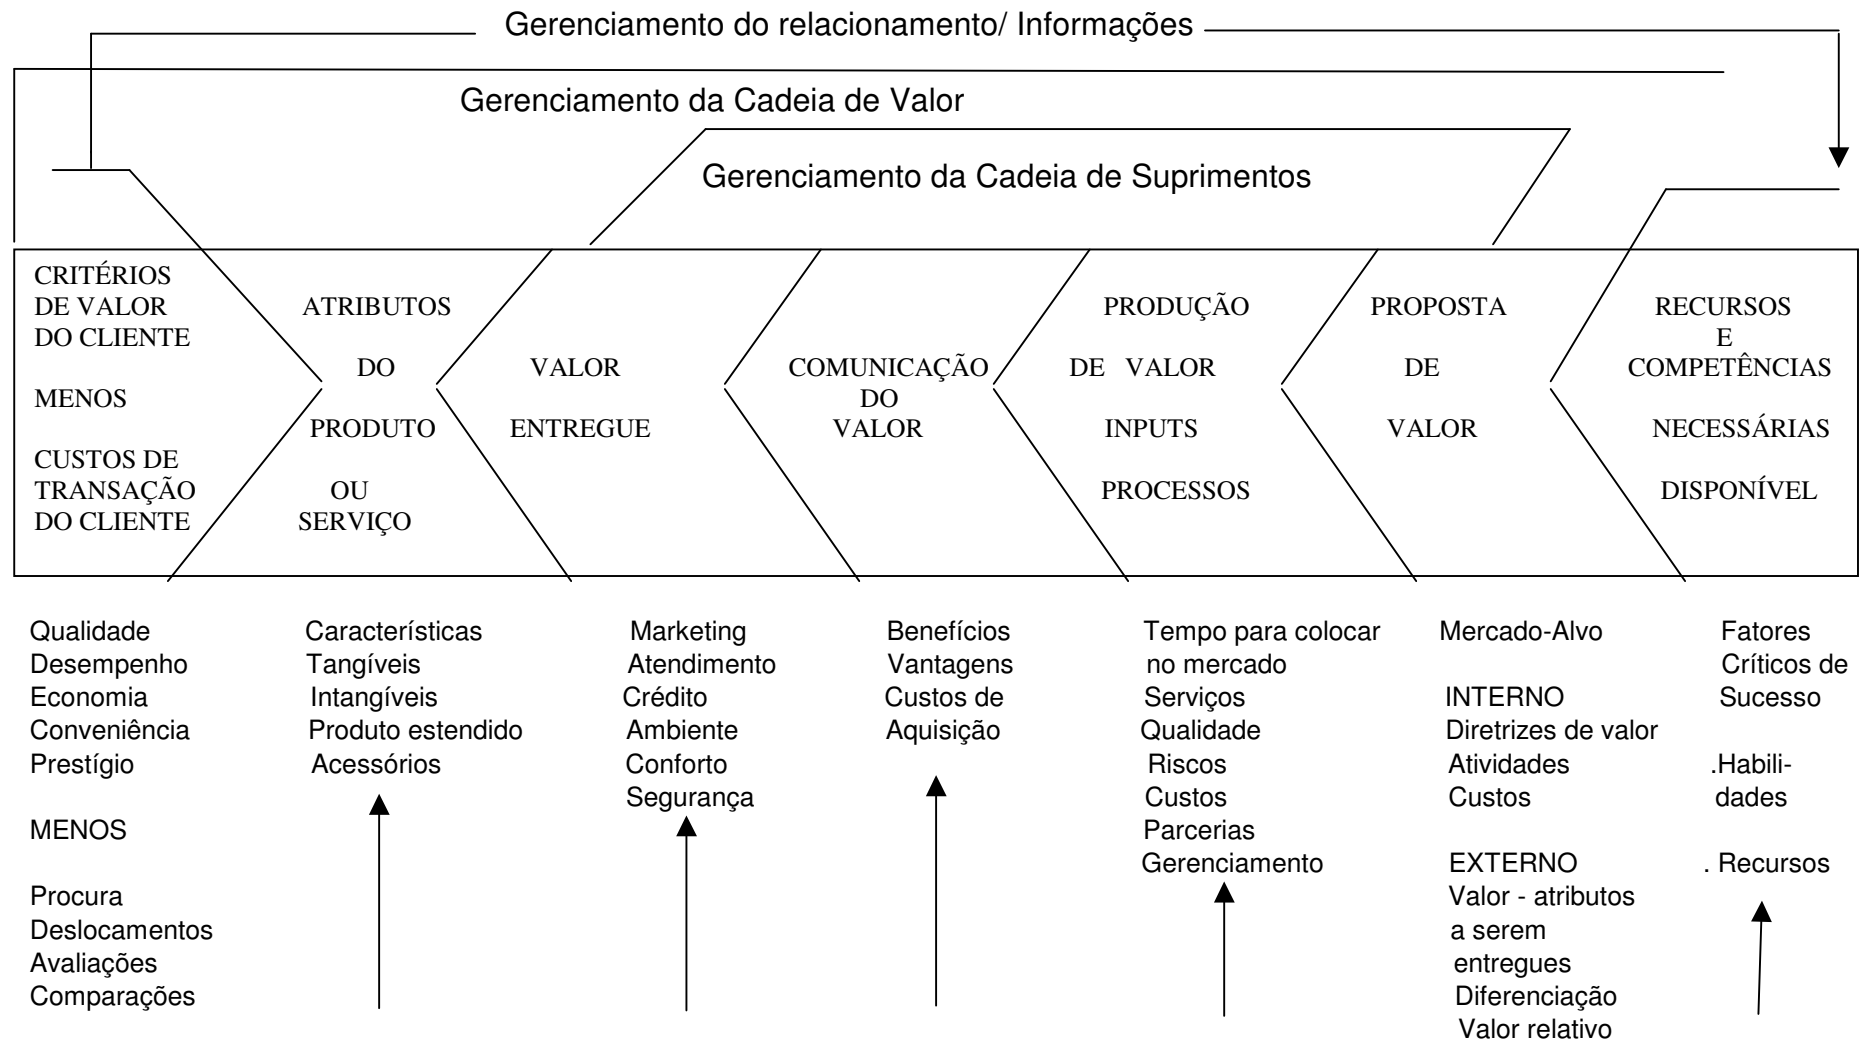 Gerenciamento do relacionamento/ Informações
Gerenciamento da Cadeia de Valor
Gerenciamento da Cadeia de Suprimentos
CRITÉRIOS
DE VALOR
DO CLIENTE
MENOS
CUSTOS DE
TRANSAÇÃO
DO CLIENTE
ATRIBUTOS
DO
PRODUTO
OU
SERVIÇO
VALOR
ENTREGUE
COMUNICAÇÃO
DO
VALOR
PRODUÇÃO
DE VALOR
INPUTS
PROCESSOS
PROPOSTA
DE
VALOR
RECURSOS
E
COMPETÊNCIAS
NECESSÁRIAS
DISPONÍVEL
Qualidade
Desempenho
Economia
Conveniência
Prestígio
MENOS
Procura
Deslocamentos
Avaliações
Comparações
Características
Tangíveis
Intangíveis
Produto estendido
Acessórios
Marketing
Atendimento
Crédito
Ambiente
Conforto
Segurança
Benefícios
Vantagens
Custos de
Aquisição
Tempo para colocar
no mercado
Serviços
Qualidade
Riscos
Custos
Parcerias
Gerenciamento
Mercado-Alvo
INTERNO
Diretrizes de valor
Atividades
Custos
EXTERNO
Valor - atributos
a serem
entregues
Diferenciação
Valor relativo
Fatores
Críticos de
Sucesso
.Habili-
dades
. Recursos